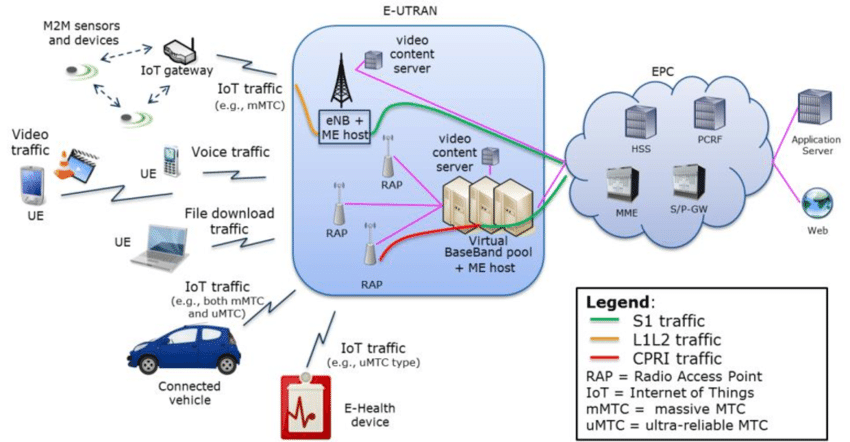 E-UTRAN
M2M sensors
and devices
IoT gateway
IoT traffic
(e.g., mMTC)
video
content
server
eNB +
ME host
EPC
HSS
PCRF
MME
S/P-GW
Application
Server
Web
Video
traffic
UE
UE
Voice traffic
File download
traffic
UE
RAP
RAP
RAP
video
content
server
Virtual
BaseBand pool
+ ME host
IoT traffic
(e.g., both mMTC
and uMTC)
Connected
vehicle
IoT traffic
(e.g., uMTC type)
E-Health
device
Legend:
S1 traffic
L1L2 traffic
CPRI traffic
RAP = Radio Access Point
IoT = Internet of Things
mMTC = massive MTC
uMTC = ultra-reliable MTC